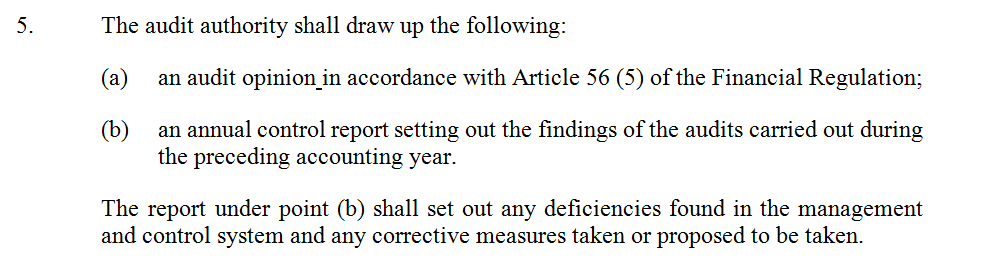 5. The audit authority shall draw up the following:
(a) an audit opinion in accordance with Article 56 (5) of the Financial Regulation;
(b) an annual control report setting out the findings of the audits carried out during
the preceding accounting year.
The report under point (b) shall set out any deficiencies found in the management
and control system and any corrective measures taken or proposed to be taken.